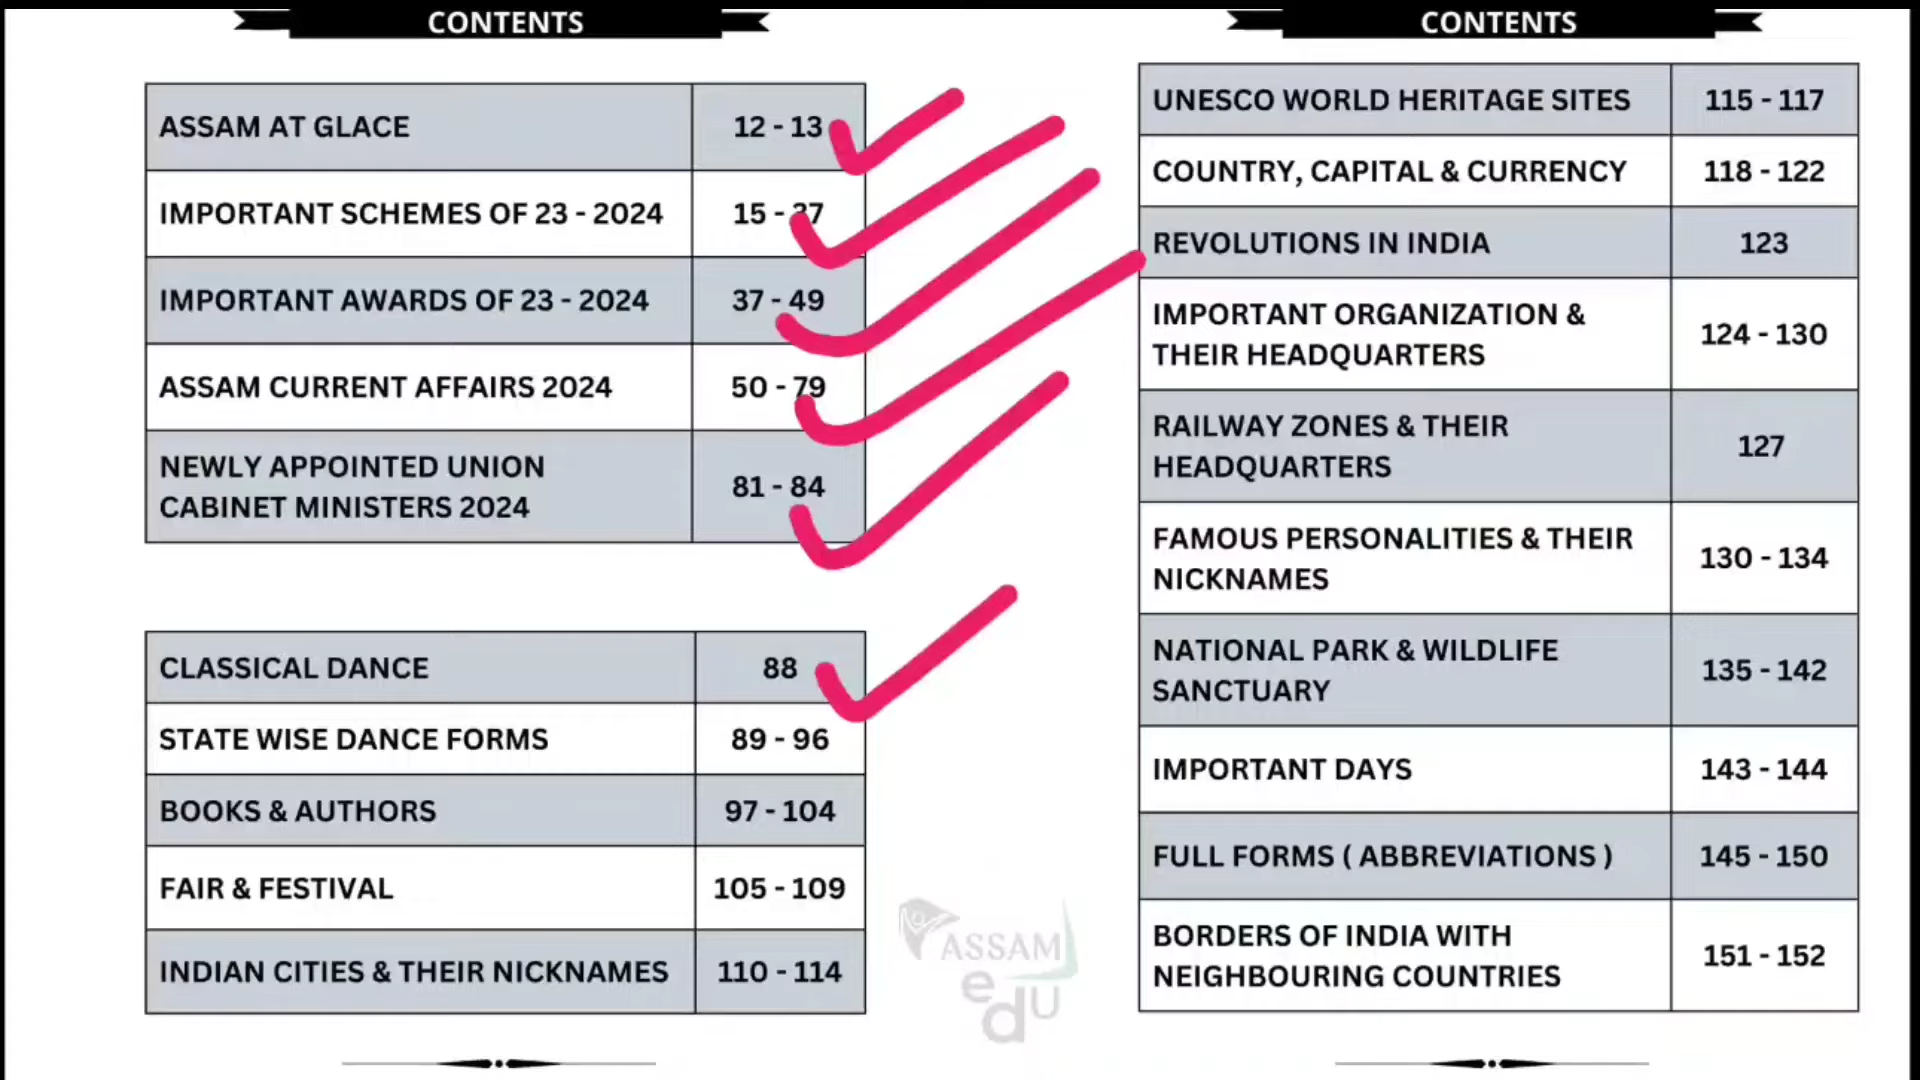 CONTENTS
ASSAM AT GLACE 12 - 13
IMPORTANT SCHEMES OF 23 - 2024 15 - 37
IMPORTANT AWARDS OF 23 - 2024 37 - 49
ASSAM CURRENT AFFAIRS 2024 50 - 79
NEWLY APPOINTED UNION
CABINET MINISTERS 2024 81 - 84
CLASSICAL DANCE 88
STATE WISE DANCE FORMS 89 - 96
BOOKS & AUTHORS 97 - 104
FAIR & FESTIVAL 105 - 109
INDIAN CITIES & THEIR NICKNAMES 110 - 114
CONTENTS
UNESCO WORLD HERITAGE SITES 115 - 117
COUNTRY, CAPITAL & CURRENCY 118 - 122
REVOLUTIONS IN INDIA 123
IMPORTANT ORGANIZATION &
THEIR HEADQUARTERS 124 - 130
RAILWAY ZONES & THEIR
HEADQUARTERS 127
FAMOUS PERSONALITIES & THEIR
NICKNAMES 130 - 134
NATIONAL PARK & WILDLIFE
SANCTUARY 135 - 142
IMPORTANT DAYS 143 - 144
FULL FORMS ( ABBREVIATIONS ) 145 - 150
BORDERS OF INDIA WITH
NEIGHBOURING COUNTRIES 151 - 152
ASSAM
edU